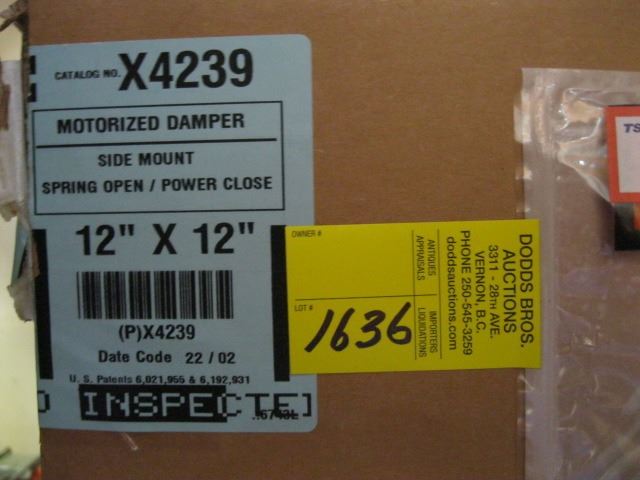 CATALOG NO. X4239
MOTORIZED DAMPER
SIDE MOUNT
SPRING OPEN / POWER CLOSE
12" X 12"
(P)X4239
Date Code 22 / 02
U. S. Patents 6,021,955 & 6,192,931
INSPECTE
OWNER #
LOT #
1636
ANTIQUES
APPRAISALS
IMPORTERS
LIQUIDATIONS
DODDS BROS.
AUCTIONS
3311 - 28TH AVE.
VERNON, B.C.
PHONE 250-545-3259
doddsauctions.com
TS